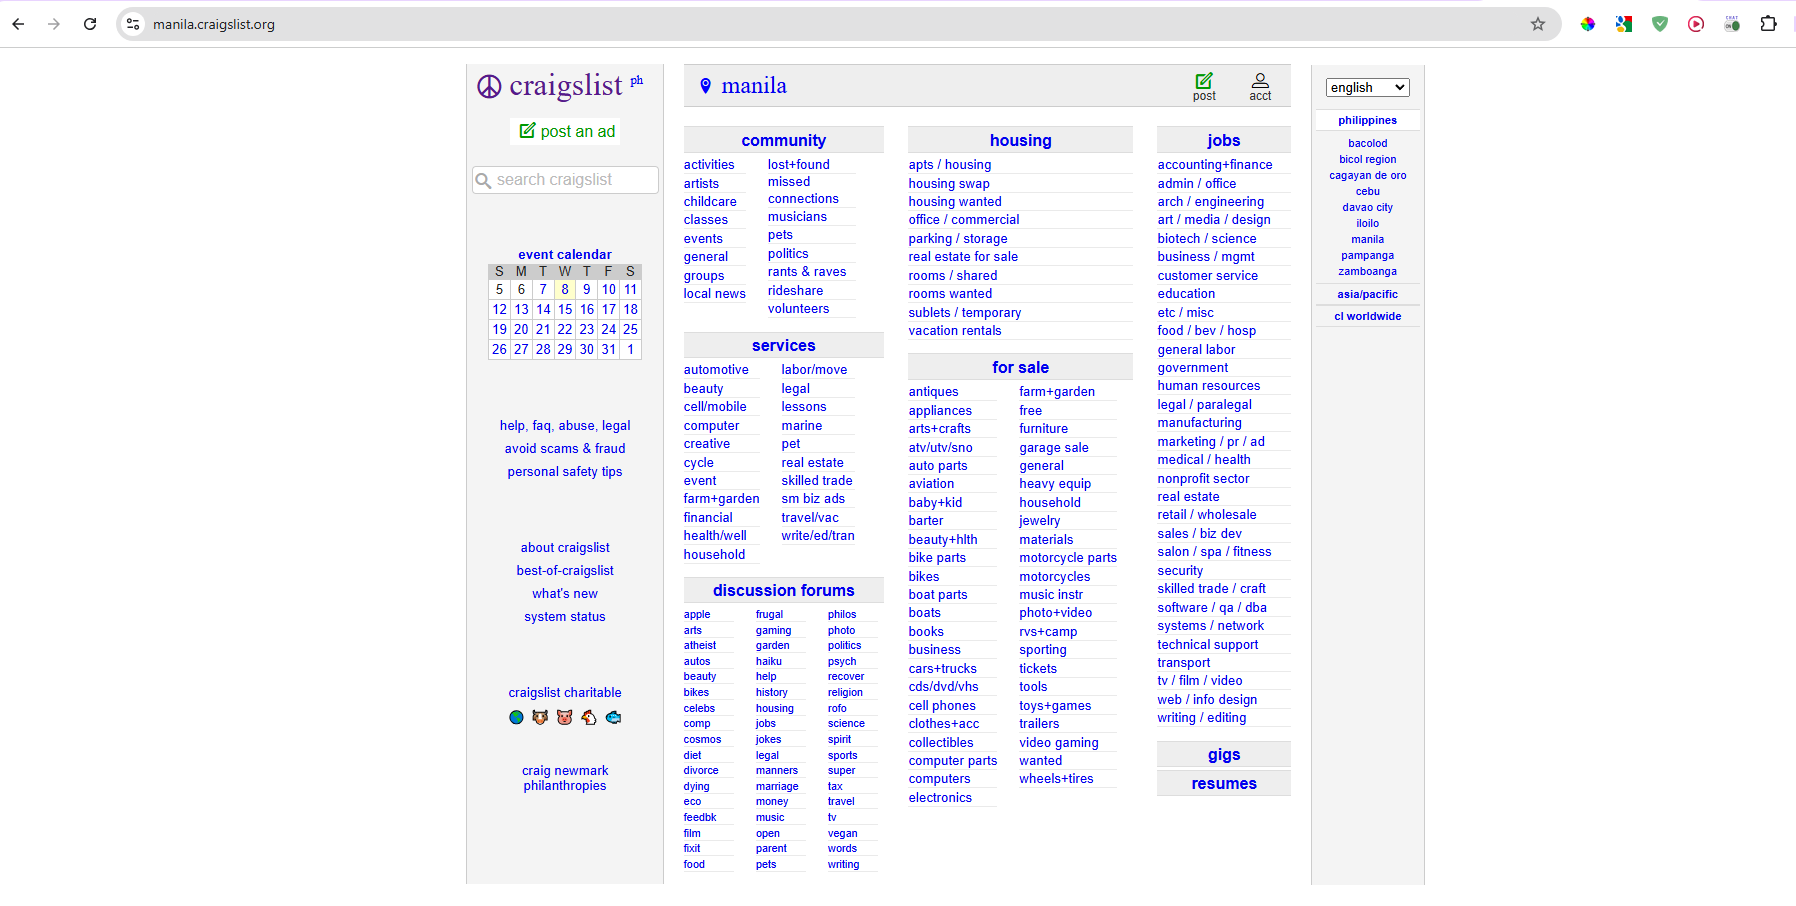 manila.craigslist.org
craigslist ph
post an ad
search craigslist
event calendar
S M T W T F S
5 6 7 8 9 10 11
12 13 14 15 16 17 18
19 20 21 22 23 24 25
26 27 28 29 30 31 1
help, faq, abuse, legal
avoid scams & fraud
personal safety tips
about craigslist
best-of-craigslist
what's new
system status
craigslist charitable
craig newmark
philanthropies
manila
post
acct
community
activities
artists
childcare
classes
events
general
groups
local news
lost+found
missed
connections
musicians
pets
politics
rants & raves
rideshare
volunteers
services
automotive
beauty
cell/mobile
computer
creative
cycle
event
farm+garden
financial
health/well
household
labor/move
legal
lessons
marine
pet
real estate
skilled trade
sm biz ads
travel/vac
write/ed/tran
discussion forums
apple
arts
atheist
autos
beauty
bikes
celebs
comp
cosmos
diet
divorce
dying
eco
feedbk
film
fixit
food
frugal
gaming
garden
haiku
help
history
housing
jobs
jokes
legal
manners
marriage
money
music
open
parent
pets
philos
photo
politics
psych
recover
religion
rofo
science
spirit
sports
super
tax
travel
tv
vegan
words
writing
housing
apts / housing
housing swap
housing wanted
office / commercial
parking / storage
real estate for sale
rooms / shared
rooms wanted
sublets / temporary
vacation rentals
for sale
antiques
appliances
arts+crafts
atv/utv/sno
auto parts
aviation
baby+kid
barter
beauty+hlth
bike parts
bikes
boat parts
boats
books
business
cars+trucks
cds/dvd/vhs
cell phones
clothes+acc
collectibles
computer parts
computers
electronics
farm+garden
free
furniture
garage sale
general
heavy equip
household
jewelry
materials
motorcycle parts
motorcycles
music instr
photo+video
rvs+camp
sporting
tickets
tools
toys+games
trailers
video gaming
wanted
wheels+tires
jobs
accounting+finance
admin / office
arch / engineering
art / media / design
biotech / science
business / mgmt
customer service
education
etc / misc
food / bev / hosp
general labor
government
human resources
legal / paralegal
manufacturing
marketing / pr / ad
medical / health
nonprofit sector
real estate
retail / wholesale
sales / biz dev
salon / spa / fitness
security
skilled trade / craft
software / qa / dba
systems / network
technical support
transport
tv / film / video
web / info design
writing / editing
gigs
resumes
english
philippines
bacolod
bicol region
cagayan de oro
cebu
davao city
iloilo
manila
pampanga
zamboanga
asia/pacific
cl worldwide